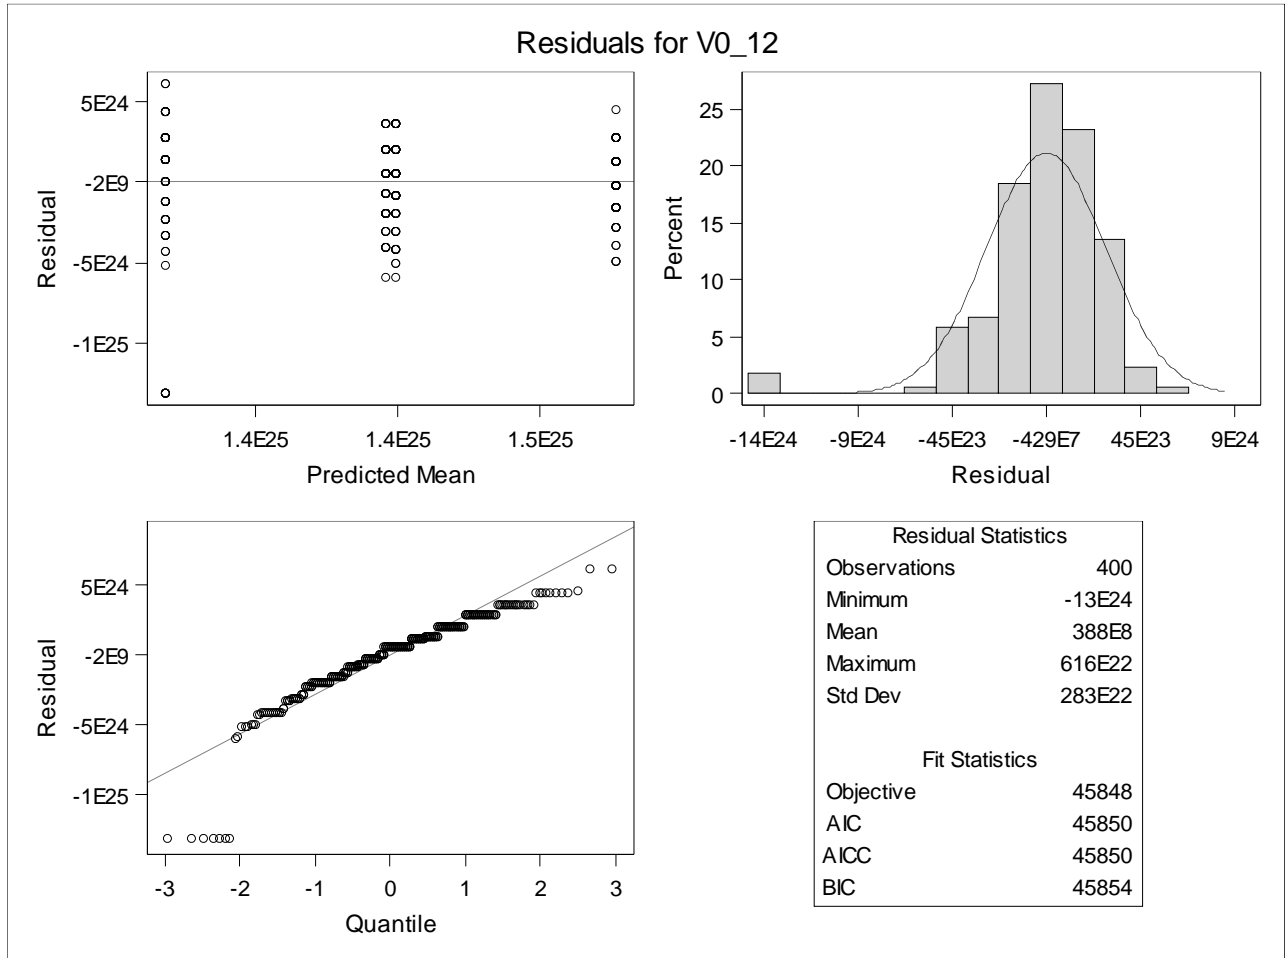 Residuals for V0_12
5E24
-2E9
-5E24
-1E25
Residual
1.4E25 1.4E25 1.5E25
Predicted Mean
25
20
15
10
5
0
Percent
-14E24 -9E24 -45E23 -429E7 45E23 9E24
Residual
5E24
-2E9
-5E24
-1E25
Residual
-3 -2 -1 0 1 2 3
Quantile
Residual Statistics
Observations 400
Minimum -13E24
Mean 388E8
Maximum 616E22
Std Dev 283E22
Fit Statistics
Objective 45848
AIC 45850
AICC 45850
BIC 45854